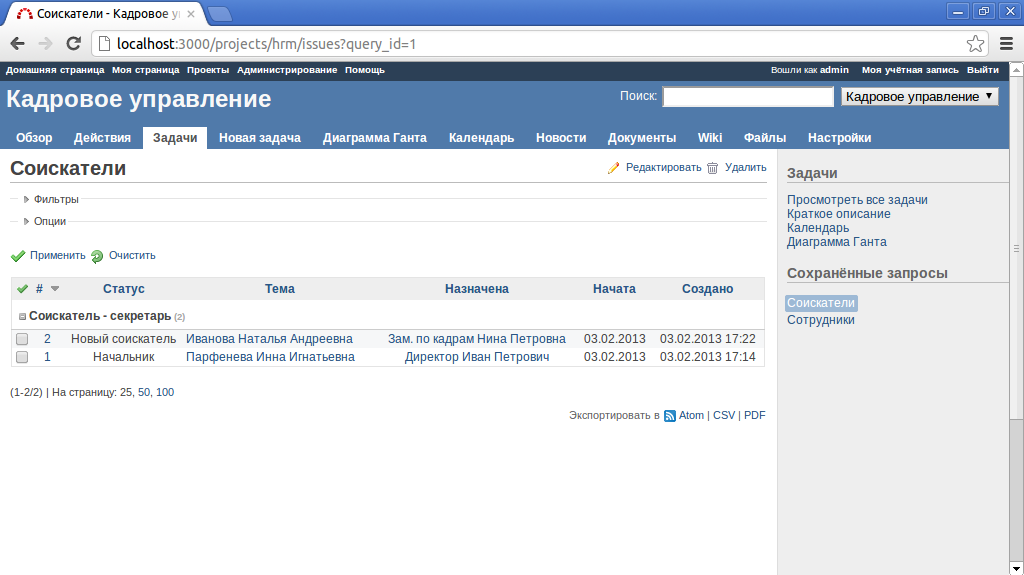 Соискатели - Кадровое у
localhost:3000/projects/hrm/issues?query_id=1
Домашняя страница Моя страница Проекты Администрирование Помощь Вошли как admin Моя учётная запись Выйти
Кадровое управление Поиск: Кадровое управление
Обзор Действия Задачи Новая задача Диаграмма Ганта Календарь Новости Документы Wiki Файлы Настройки
Соискатели Редактировать Удалить
Фильтры
Опции
Применить Очистить
# Статус Тема Назначена Начата Создано
Соискатель - секретарь (2)
2 Новый соискатель Иванова Наталья Андреевна Зам. по кадрам Нина Петровна 03.02.2013 03.02.2013 17:22
1 Начальник Парфенева Инна Игнатьевна Директор Иван Петрович 03.02.2013 03.02.2013 17:14
(1-2/2) | На страницу: 25, 50, 100
Экспортировать в Atom | CSV | PDF
Задачи
Просмотреть все задачи
Краткое описание
Календарь
Диаграмма Ганта
Сохранённые запросы
Соискатели
Сотрудники